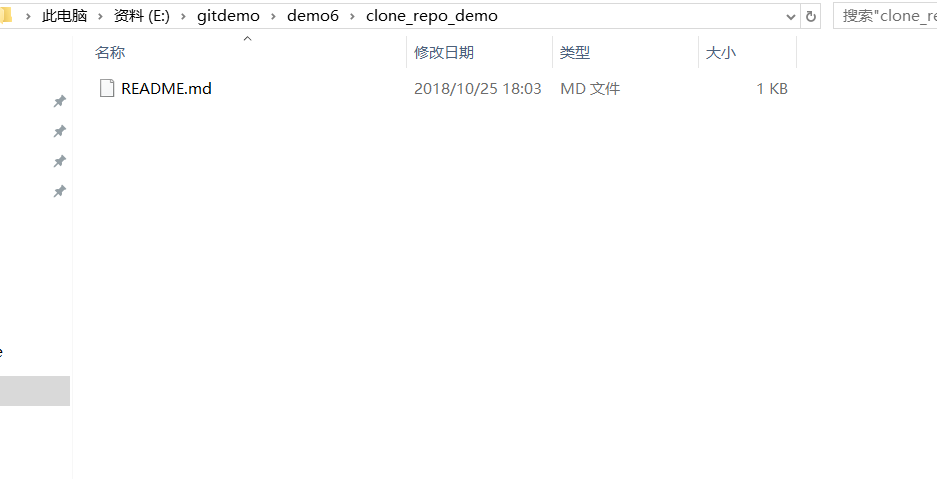 此电脑 › 资料 (E:) › gitdemo › demo6 › clone_repo_demo 搜索"clone_re
名称 修改日期 类型 大小
README.md 2018/10/25 18:03 MD 文件 1 KB
e